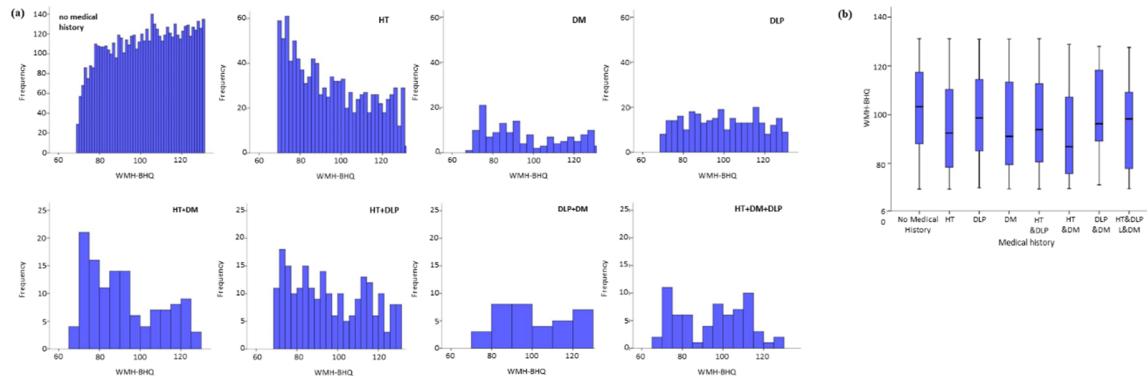 (a)
no medical
history
140
120
100
80
60
40
20
0
Frequency
60
80
100
120
WMH-BHQ
HT
60
40
20
0
Frequency
60
80
100
120
WMH-BHQ
DM
60
40
20
0
Frequency
60
80
100
120
WMH-BHQ
DLP
60
40
20
0
Frequency
60
80
100
120
WMH-BHQ
HT+DM
25
20
15
10
5
0
Frequency
60
80
100
120
WMH-BHQ
HT+DLP
25
20
15
10
5
0
Frequency
60
80
100
120
WMH-BHQ
DLP+DM
25
20
15
10
5
0
Frequency
60
80
100
120
WMH-BHQ
HT+DM+DLP
25
20
15
10
5
0
Frequency
60
80
100
120
WMH-BHQ
(b)
140
120
100
80
6
0
WMH-BHQ
No Medical
History
HT
DLP
DM
HT
&DLP
HT
&DM
DLP
&DM
HT&DLP
L&DM
Medical history